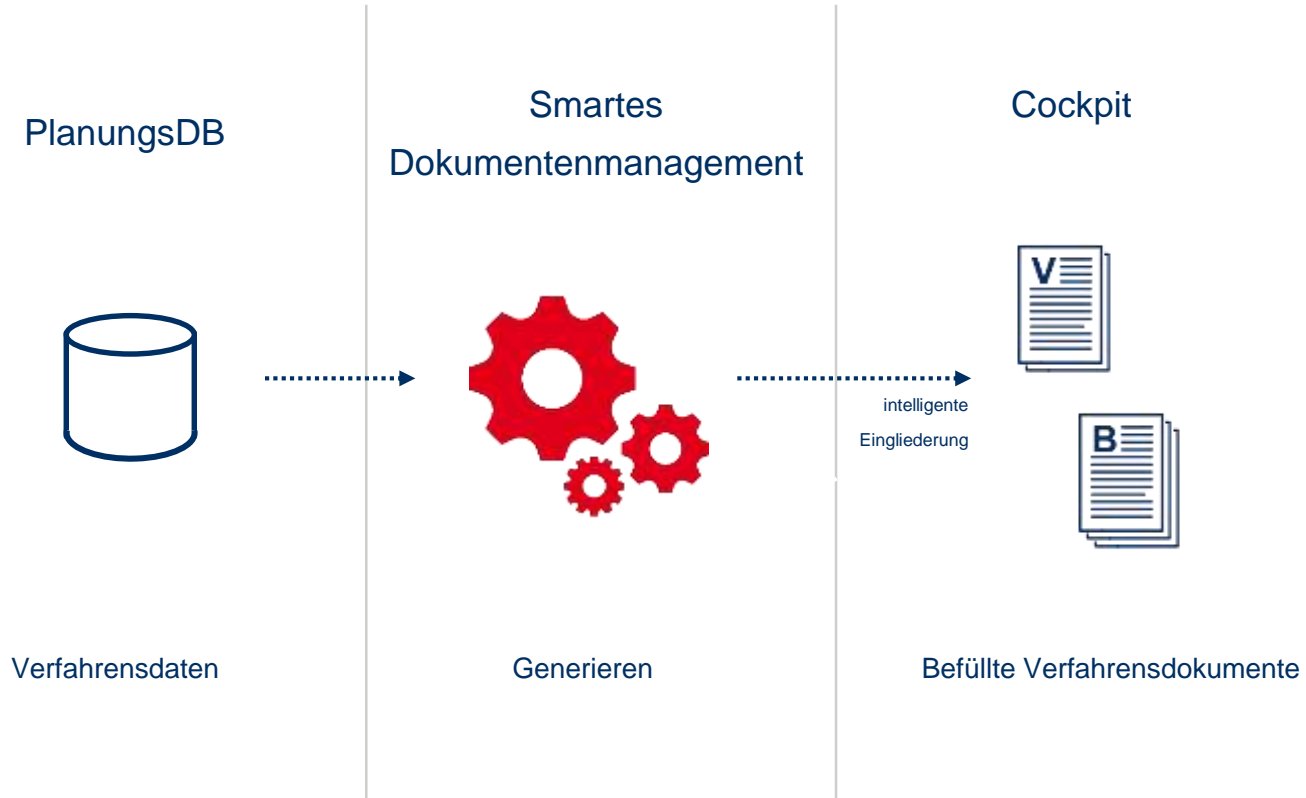 PlanungsDB
Smartes
Dokumentenmanagement
Cockpit
V
intelligente
Eingliederung
B
Verfahrensdaten
Generieren
Befüllte Verfahrensdokumente